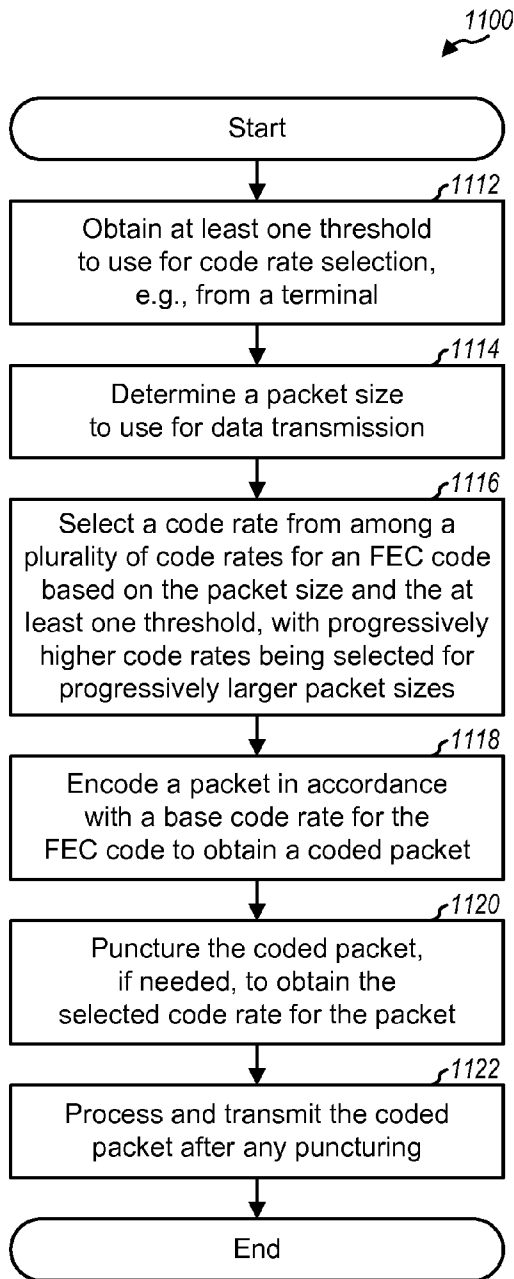 1100
Start
1112
Obtain at least one threshold
to use for code rate selection,
e.g., from a terminal
1114
Determine a packet size
to use for data transmission
1116
Select a code rate from among a
plurality of code rates for an FEC code
based on the packet size and the at
least one threshold, with progressively
higher code rates being selected for
progressively larger packet sizes
1118
Encode a packet in accordance
with a base code rate for the
FEC code to obtain a coded packet
1120
Puncture the coded packet,
if needed, to obtain the
selected code rate for the packet
1122
Process and transmit the coded
packet after any puncturing
End